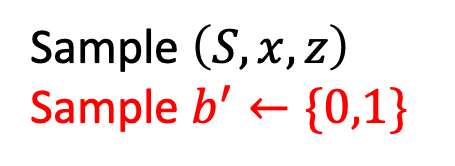 Sample (S, x, z)
Sample b′ ← {0,1}